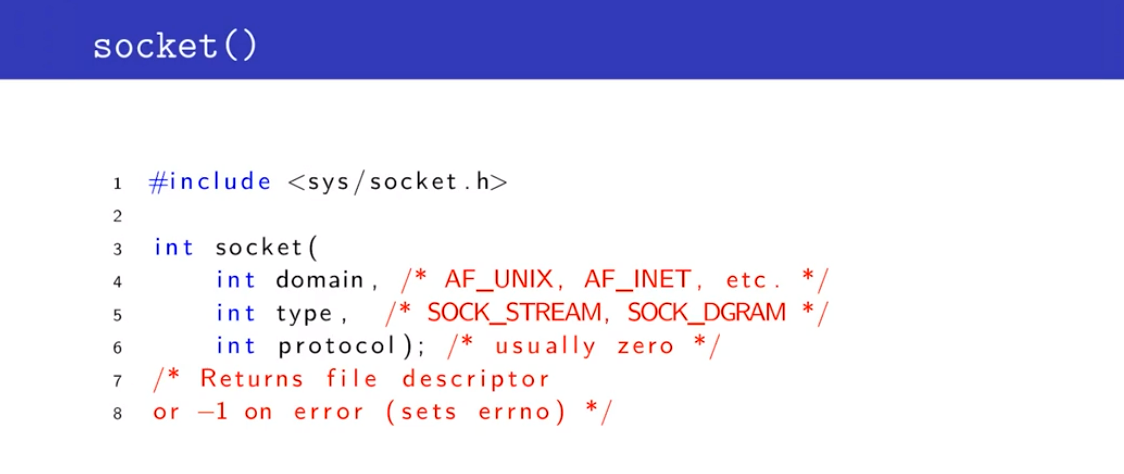 socket()
1 #include <sys/socket.h>
2
3 int socket(
4 int domain, /* AF_UNIX, AF_INET, etc. */
5 int type, /* SOCK_STREAM, SOCK_DGRAM */
6 int protocol); /* usually zero */
7 /* Returns file descriptor
8 or −1 on error (sets errno) */